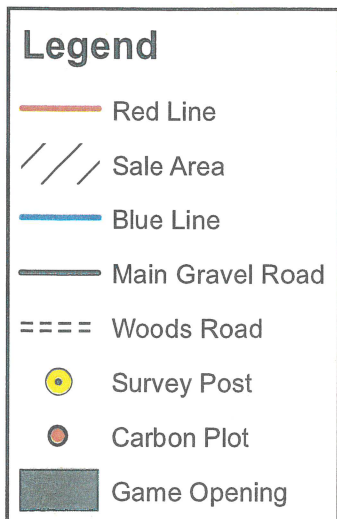 Legend
Red Line
Sale Area
Blue Line
Main Gravel Road
Woods Road
Survey Post
Carbon Plot
Game Opening